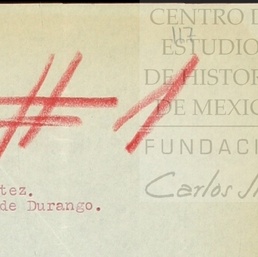 CENTRO D
117
ESTUDIO
DE HISTOR
DE MEXIC
# 1
FUNDACI
Carlos
tez.
de Durango.